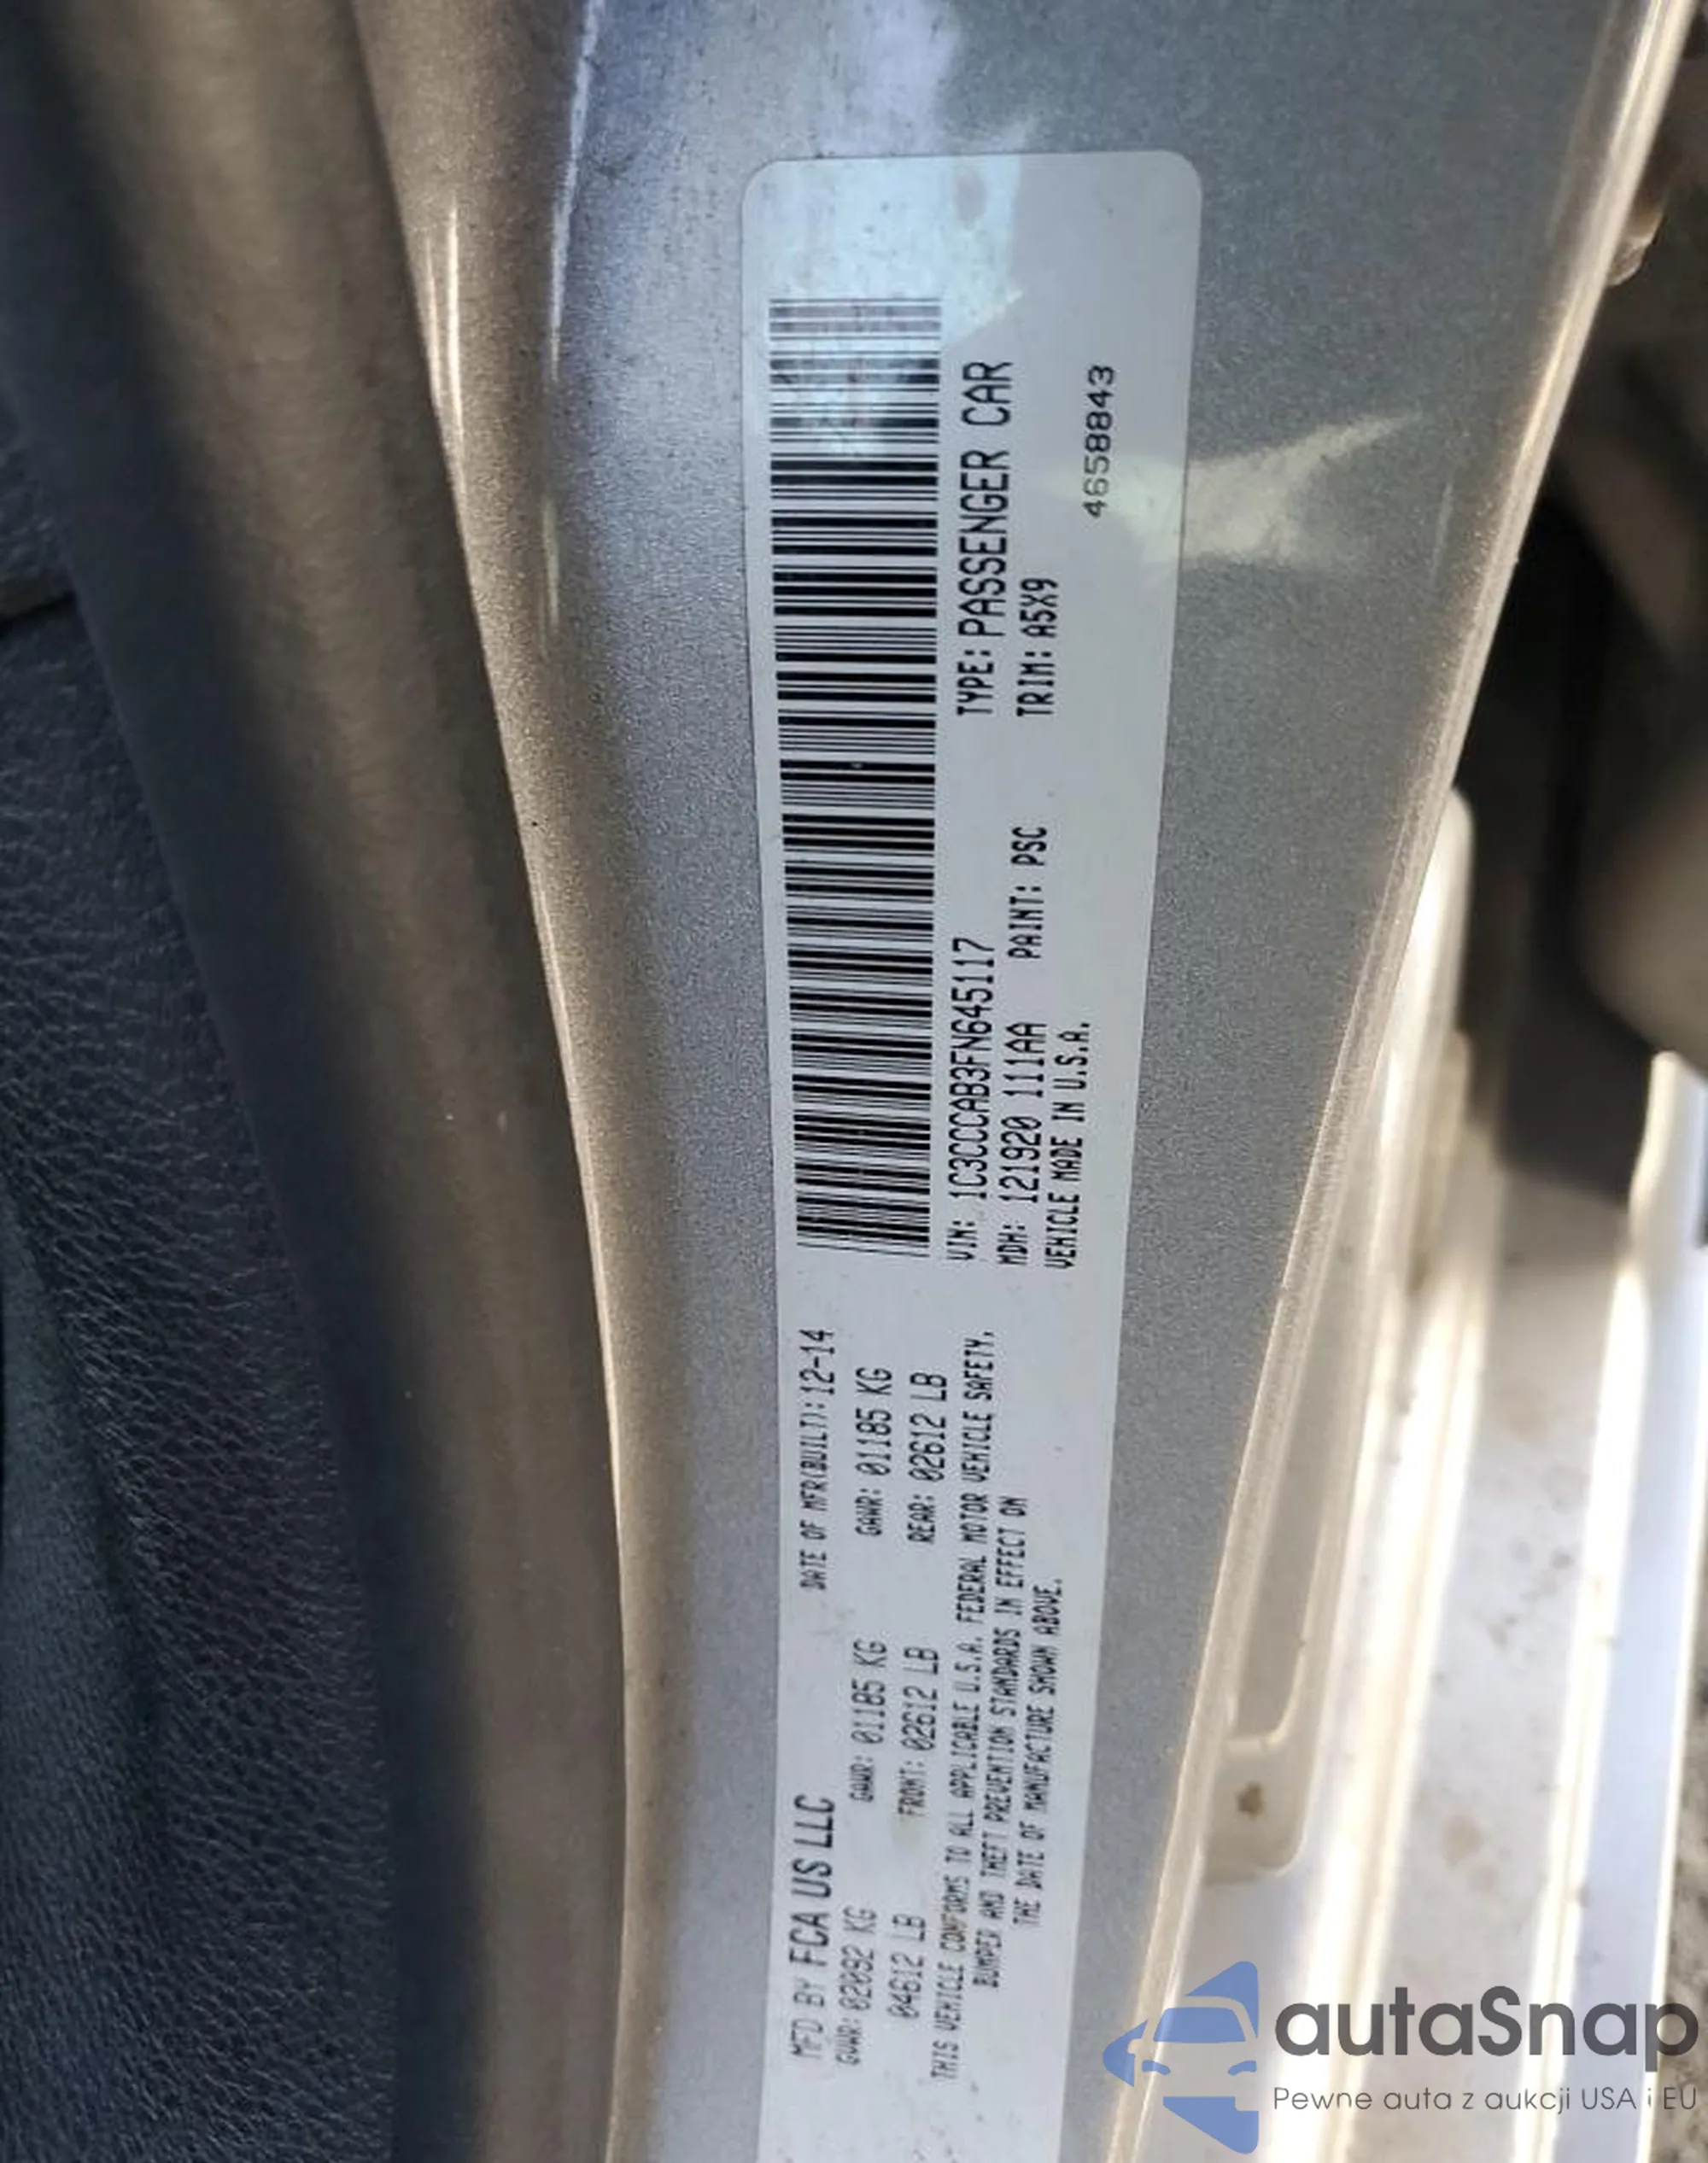 MFD BY FCA US LLC
DATE OF MFR(BUILT):12-14
GVWR: 02092 KG
GAWR: 01185 KG
GAWR: 01185 KG
04612 LB
FRONT: 02612 LB
REAR: 02612 LB
THIS VEHICLE CONFORMS TO ALL APPLICABLE U.S.A. FEDERAL MOTOR VEHICLE SAFETY,
BUMPER AND THEFT PREVENTION STANDARDS IN EFFECT ON
THE DATE OF MANUFACTURE SHOWN ABOVE.
VIN: 1C3CCCAB3FN645117
TYPE: PASSENGER CAR
MDH: 121920 111AA
PAINT: PSC
TRIM: A5X9
VEHICLE MADE IN U.S.A.
4658843
autaSnap
Pewne auta z aukcji USA i EU